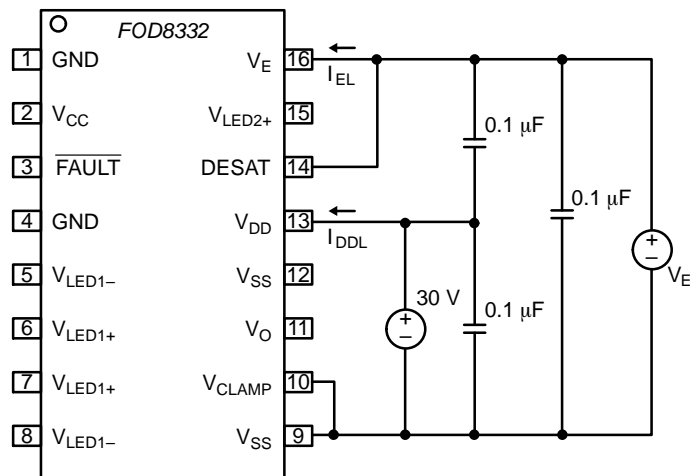 FOD8332
1 GND
2 VCC
3 FAULT
4 GND
5 VLED1–
6 VLED1+
7 VLED1+
8 VLED1–
VE 16
VLED2+ 15
DESAT 14
VDD 13
VSS 12
VO 11
VCLAMP 10
VSS 9
IEL
IDDL
0.1 μF
0.1 μF
0.1 μF
30 V
+
–
+
–
VE